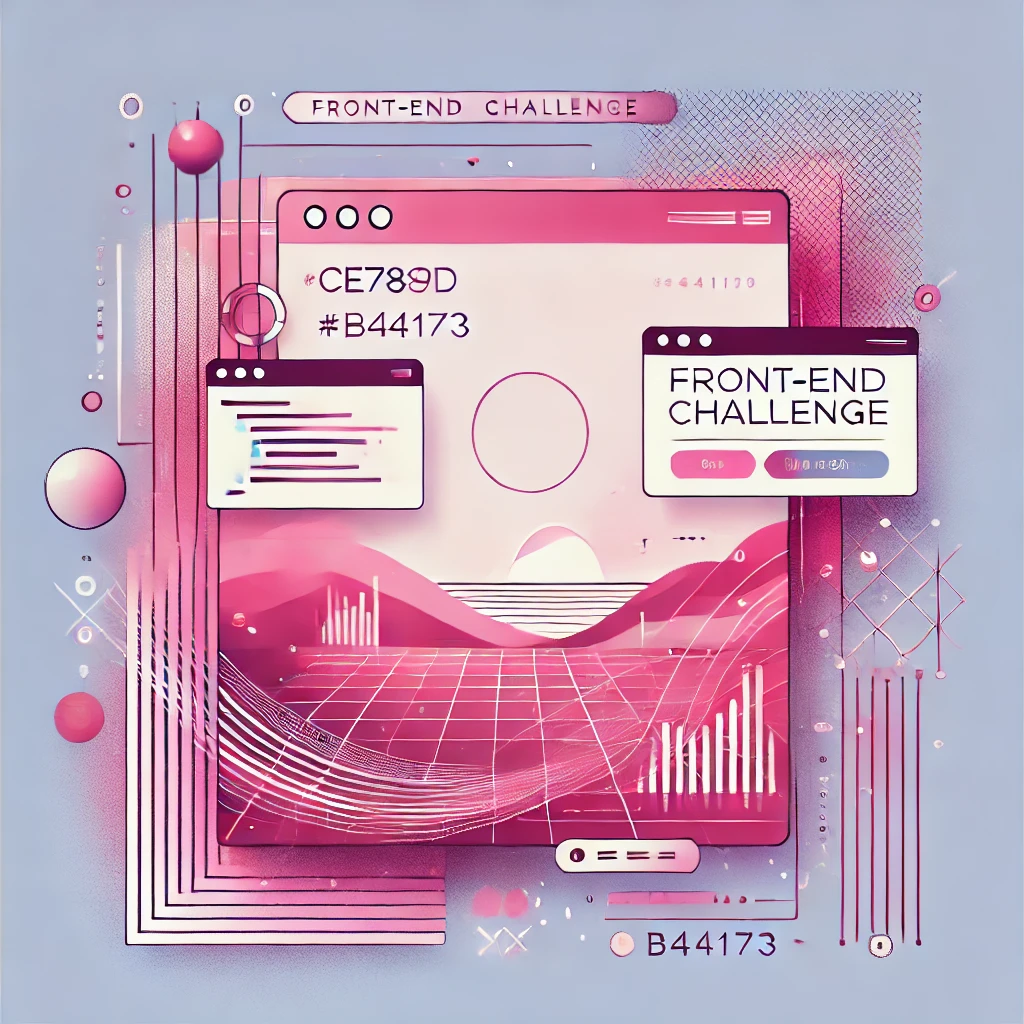 FRONT-END CHALLENGE
*CE789D
#B44173
FRONT-END
CHALLENGE
B44173